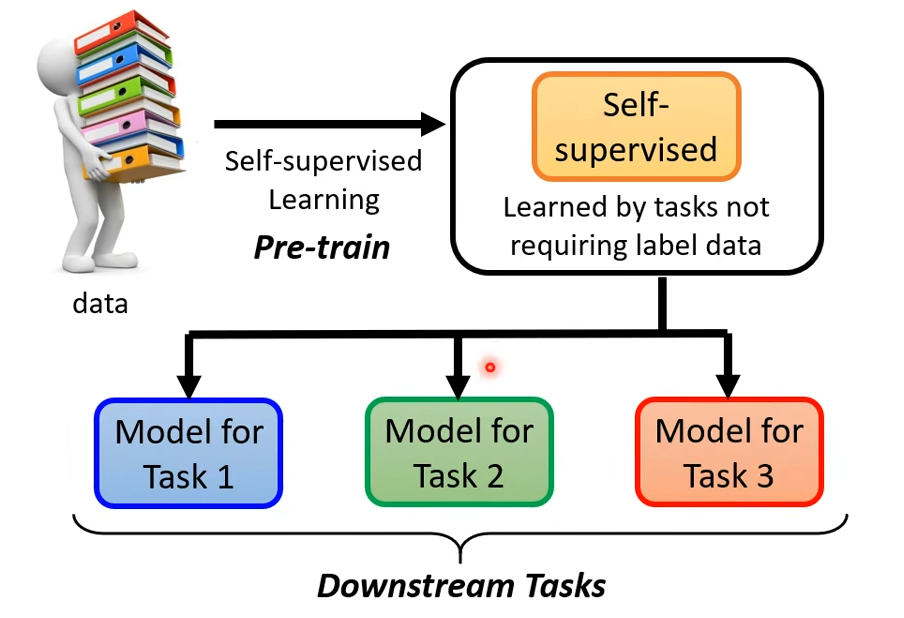 Self-
supervised
Self-supervised
Learning
Learned by tasks not
requiring label data
Pre-train
data
Model for
Task 1
Model for
Task 2
Model for
Task 3
Downstream Tasks